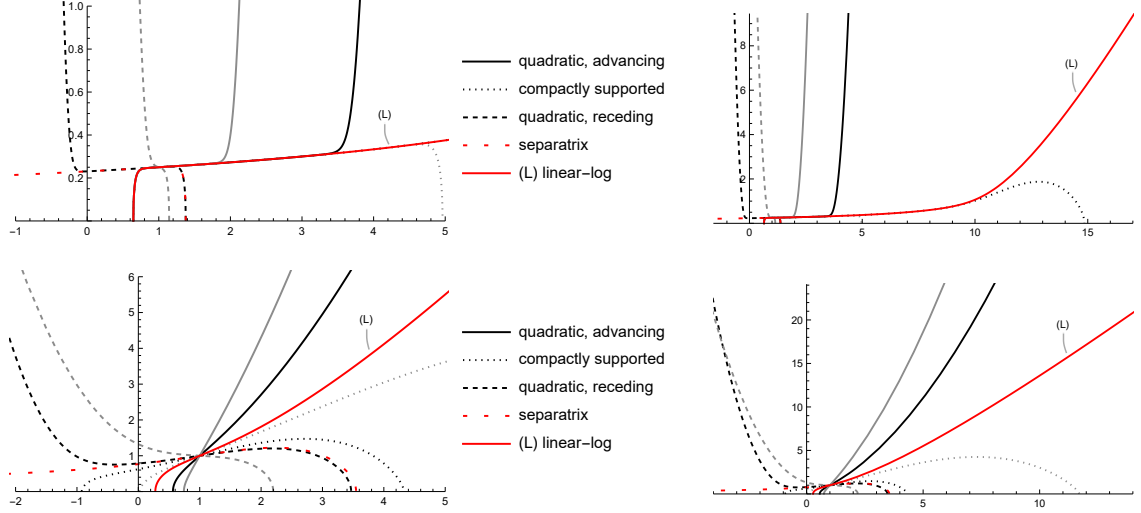 1.0
0.8
0.6
0.4
0.2
-1
0
1
2
3
4
5
(L)
quadratic, advancing
compactly supported
quadratic, receding
separatrix
(L) linear-log
8
6
4
2
0
5
10
15
(L)
6
5
4
3
2
1
-2
-1
0
1
2
3
4
5
(L)
quadratic, advancing
compactly supported
quadratic, receding
separatrix
(L) linear-log
20
15
10
5
0
5
10
(L)